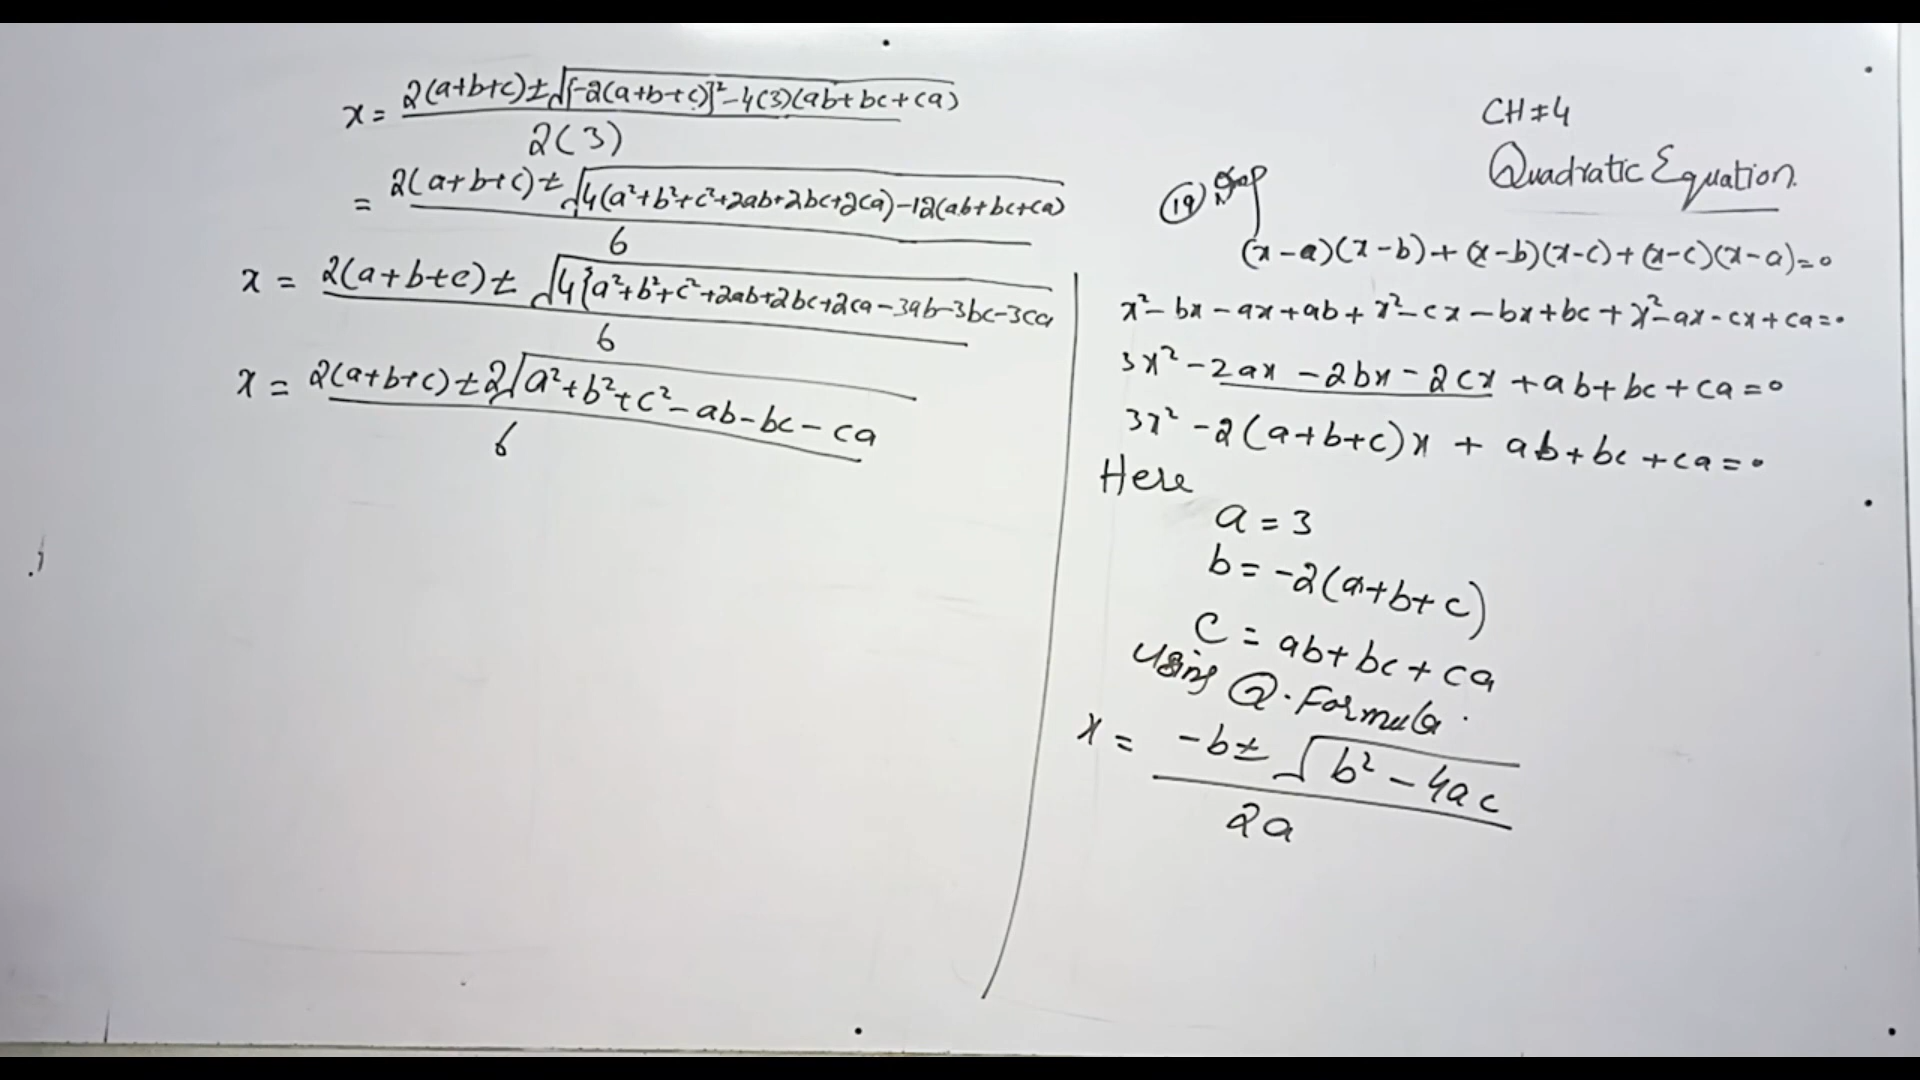 CH#4
Quadratic Equation.
(19)
(x-a)(x-b)+(x-b)(x-c)+(x-c)(x-a)=0
x²-bx-ax+ab+x²-cx-bx+bc+x²-ax-cx+ca=0
3x²-2ax-2bx-2cx+ab+bc+ca=0
3x²-2(a+b+c)x+ab+bc+ca=0
Here
a=3
b=-2(a+b+c)
c=ab+bc+ca
Using Q.Formula.
x = -b±√b²-4ac
2a
x = 2(a+b+c)±√[-2(a+b+c)]²-4(3)(ab+bc+ca)
2(3)
= 2(a+b+c)±√4(a²+b²+c²+2ab+2bc+2ca)-12(ab+bc+ca)
6
x = 2(a+b+c)±√4{a²+b²+c²+2ab+2bc+2ca-3ab-3bc-3ca
6
x = 2(a+b+c)±2√a²+b²+c²-ab-bc-ca
6